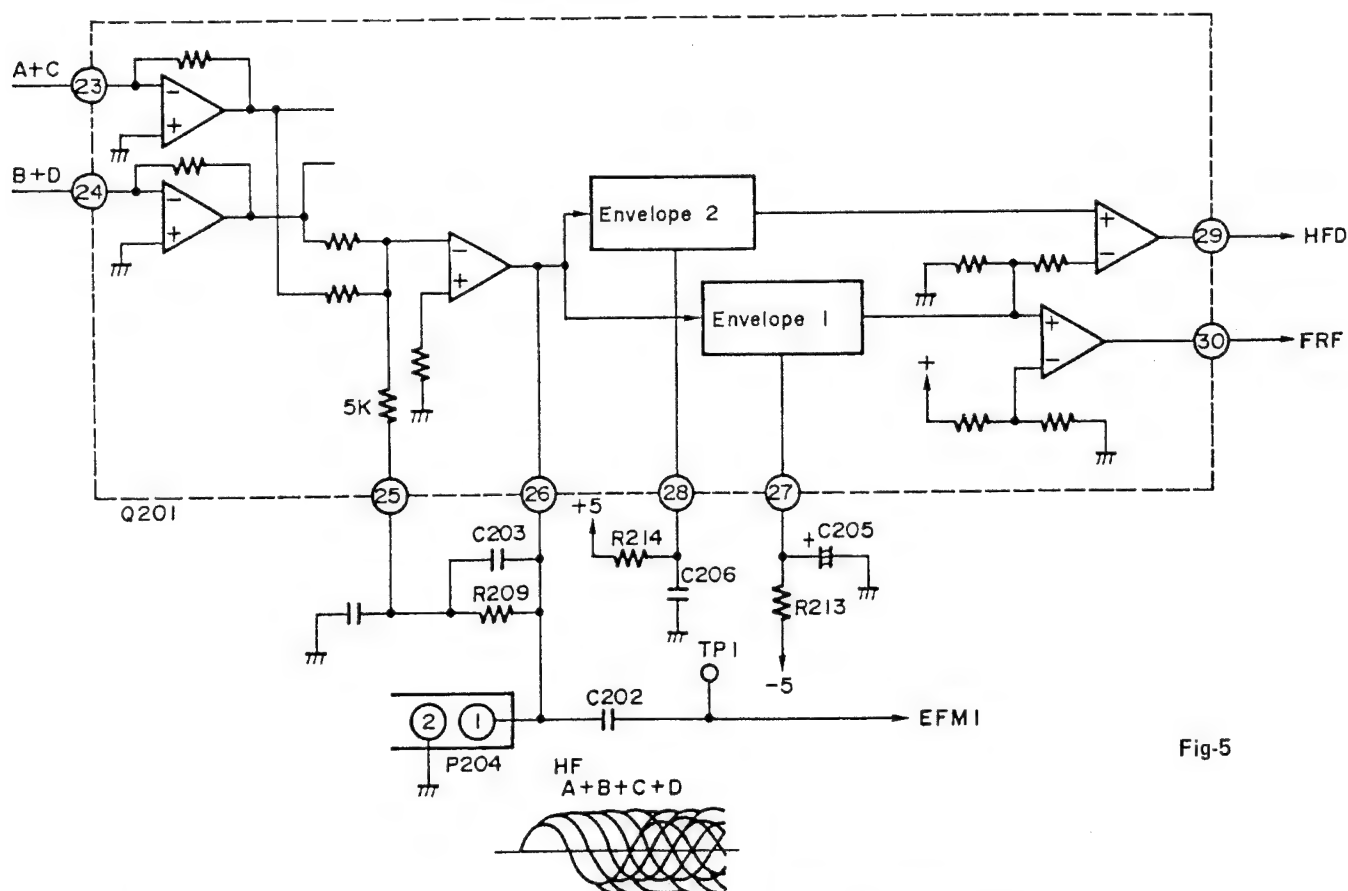 A+C
23
-
+
B+D
24
-
+
-
+
Envelope 2
Envelope 1
+
-
29
HFD
+
-
30
FRF
+
5K
25
26
28
27
Q201
+5
C203
R214
C206
+
C205
R209
R213
TP1
-5
C202
EFM1
2
1
P204
Fig-5
HF
A+B+C+D